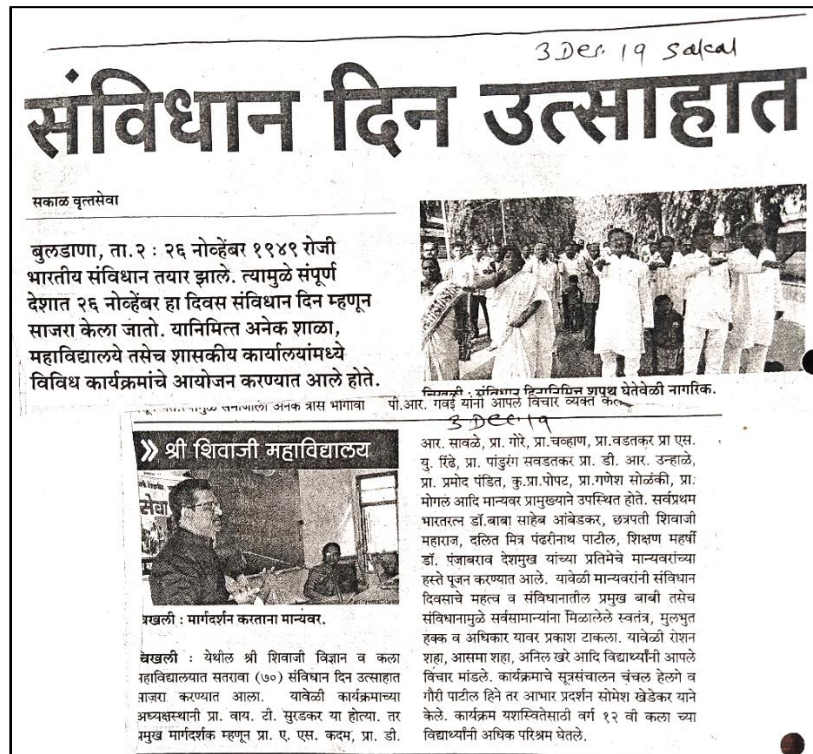 3 Dec. 19 Sakal
संविधान दिन उत्साहात
सकाळ वृत्तसेवा
बुलडाणा, ता.२ : २६ नोव्हेंबर १९४९ रोजी
भारतीय संविधान तयार झाले. त्यामुळे संपूर्ण
देशात २६ नोव्हेंबर हा दिवस संविधान दिन म्हणून
साजरा केला जातो. यानिमित्त अनेक शाळा,
महाविद्यालये तसेच शासकीय कार्यालयांमध्ये
विविध कार्यक्रमांचे आयोजन करण्यात आले होते.
चिखली : संविधान दिनानिमित्त शपथ घेतेवेळी नागरिक.
समाजाला अनेक त्रास भोगावा
पी.आर. गवई यांनी आपले विचार व्यक्त केले
3 Dec 19
» श्री शिवाजी महाविद्यालय
चिखली : मार्गदर्शन करताना मान्यवर.
चिखली : येथील श्री शिवाजी विज्ञान व कला
महाविद्यालयात सतरावा (७०) संविधान दिन उत्साहात
साजरा करण्यात आला. यावेळी कार्यक्रमाच्या
अध्यक्षस्थानी प्रा. वाय. टी. सुरडकर या होत्या. तर
प्रमुख मार्गदर्शक म्हणून प्रा. ए. एस. कदम, प्रा. डी.
आर. सावळे, प्रा. गोरे, प्रा.चव्हाण, प्रा.वडतकर प्रा एस.
यु. रिंढे, प्रा. पांडुरंग सवडतकर प्रा. डी. आर. उन्हाळे,
प्रा. प्रमोद पंडित, कु.प्रा.पोपट, प्रा.गणेश सोळंकी, प्रा.
मोगल आदि मान्यवर प्रामुख्याने उपस्थित होते. सर्वप्रथम
भारतरत्न डॉ.बाबा साहेब आंबेडकर, छत्रपती शिवाजी
महाराज, दलित मित्र पंढरीनाथ पाटील, शिक्षण महर्षी
डॉ. पंजाबराव देशमुख यांच्या प्रतिमेचे मान्यवरांच्या
हस्ते पूजन करण्यात आले. यावेळी मान्यवरांनी संविधान
दिवसाचे महत्व व संविधानातील प्रमुख बाबी तसेच
संविधानामुळे सर्वसामान्यांना मिळालेले स्वतंत्र, मुलभुत
हक्क व अधिकार यावर प्रकाश टाकला. यावेळी रोशन
शहा, आसमा शहा, अनिल खरे आदि विद्यार्थ्यांनी आपले
विचार मांडले. कार्यक्रमाचे सूत्रसंचालन चंचल हेलगे व
गौरी पाटील हिने तर आभार प्रदर्शन सोमेश खेडेकर याने
केले. कार्यक्रम यशस्वितेसाठी वर्ग १२ वी कला च्या
विद्यार्थ्यांनी अधिक परिश्रम घेतले.